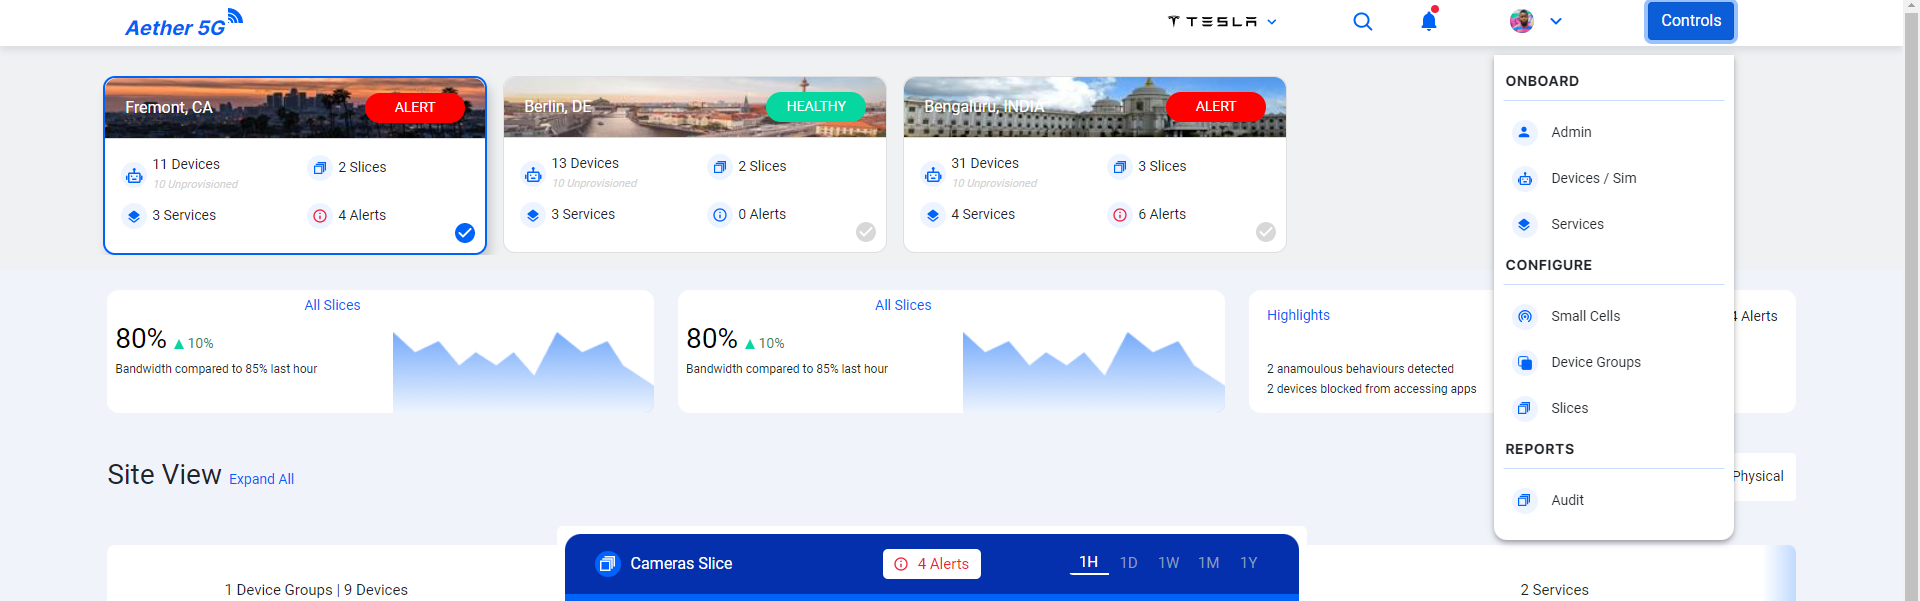 Aether 5G
TESLA
Controls
Fremont, CA
ALERT
11 Devices
10 Unprovisioned
2 Slices
3 Services
4 Alerts
Berlin, DE
HEALTHY
13 Devices
10 Unprovisioned
2 Slices
3 Services
0 Alerts
Bengaluru, INDIA
ALERT
31 Devices
10 Unprovisioned
3 Slices
4 Services
6 Alerts
ONBOARD
Admin
Devices / Sim
Services
CONFIGURE
Small Cells
Device Groups
Slices
REPORTS
Audit
All Slices
80% 10%
Bandwidth compared to 85% last hour
All Slices
80% 10%
Bandwidth compared to 85% last hour
Highlights
4 Alerts
2 anamoulous behaviours detected
2 devices blocked from accessing apps
Site View Expand All
Physical
Cameras Slice
4 Alerts
1H 1D 1W 1M 1Y
1 Device Groups | 9 Devices
2 Services